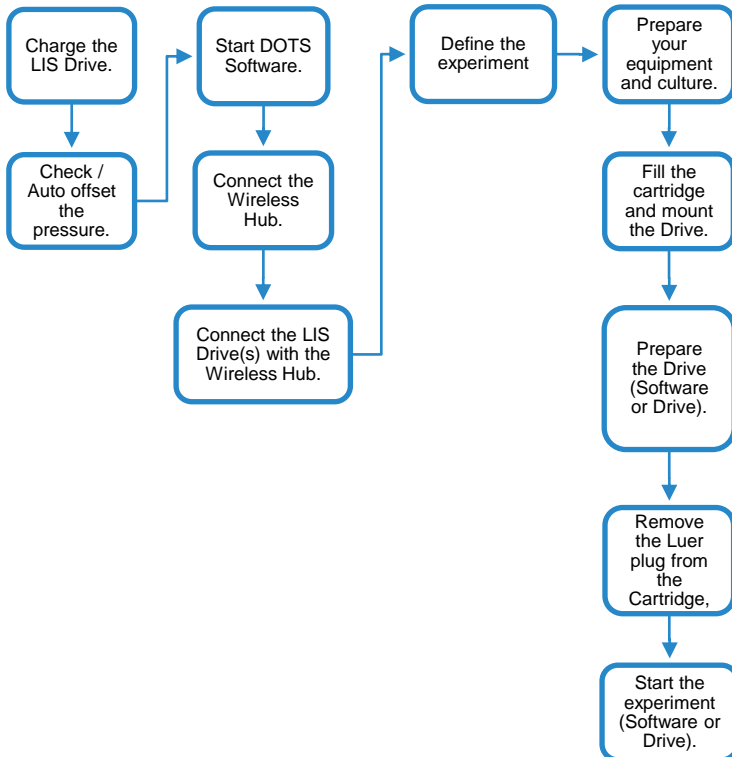 Charge the
LIS Drive.
Check /
Auto offset
the
pressure.
Start DOTS
Software.
Connect the
Wireless
Hub.
Connect the LIS
Drive(s) with the
Wireless Hub.
Define the
experiment
Prepare
your
equipment
and culture.
Fill the
cartridge
and mount
the Drive.
Prepare
the Drive
(Software
or Drive).
Remove
the Luer
plug from
the
Cartridge,
Start the
experiment
(Software or
Drive).